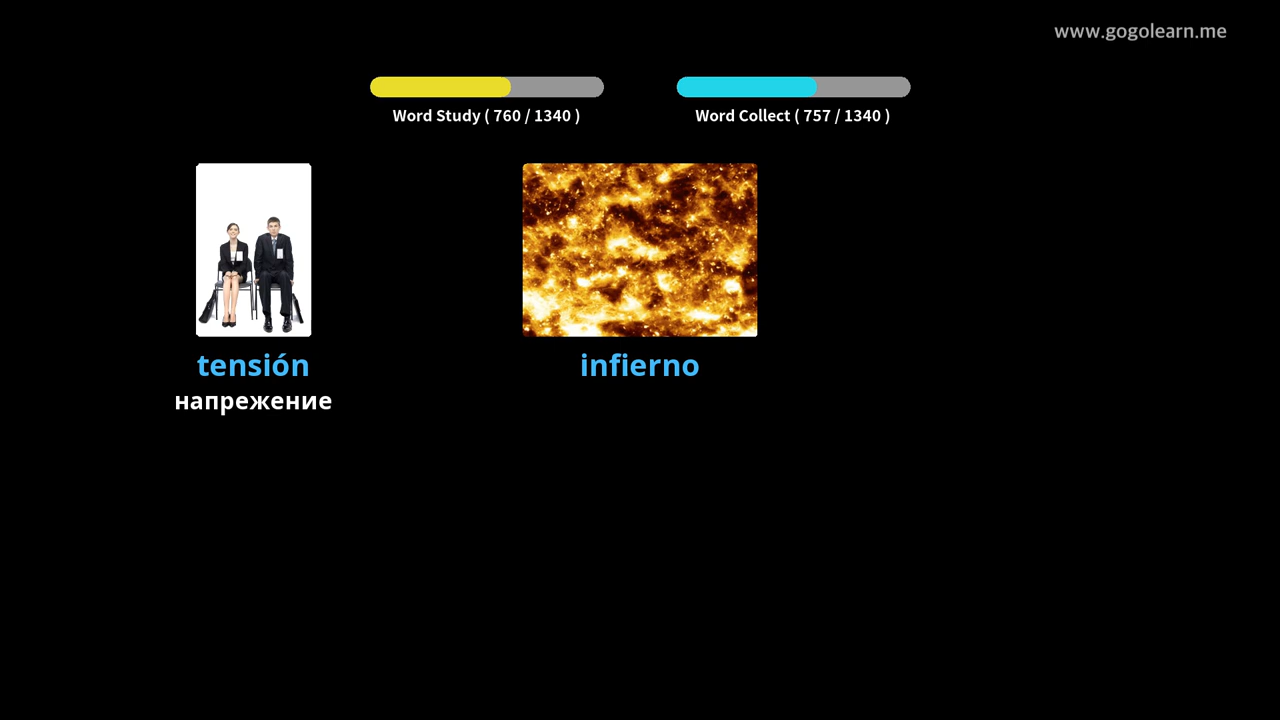 www.gogolearn.me
Word Study ( 760 / 1340 )
Word Collect ( 757 / 1340 )
tensión
напрежение
infierno